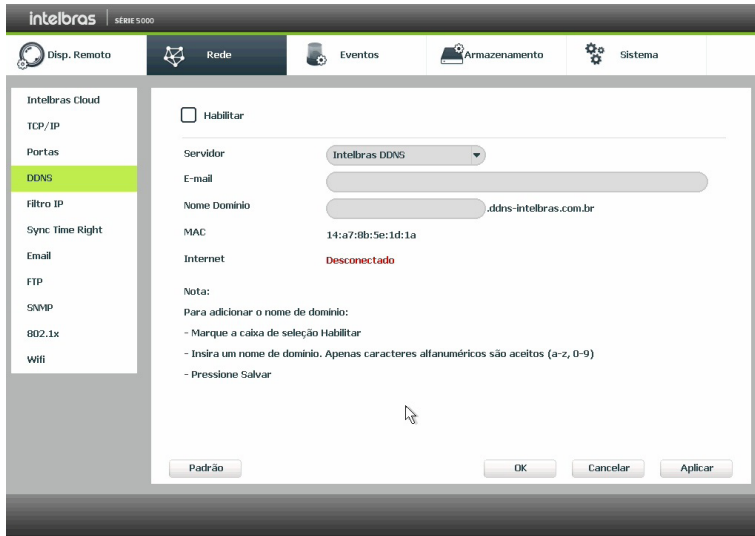 intelbras SÉRIE 5000
Disp. Remoto Rede Eventos Armazenamento Sistema
Intelbras Cloud
TCP/IP
Portas
DDNS
Filtro IP
Sync Time Right
Email
FTP
SNMP
802.1x
Wifi
Habilitar
Servidor Intelbras DDNS
E-mail
Nome Domínio .ddns-intelbras.com.br
MAC 14:a7:8b:5e:1d:1a
Internet Desconectado
Nota:
Para adicionar o nome de domínio:
- Marque a caixa de seleção Habilitar
- Insira um nome de domínio. Apenas caracteres alfanuméricos são aceitos (a-z, 0-9)
- Pressione Salvar
Padrão OK Cancelar Aplicar